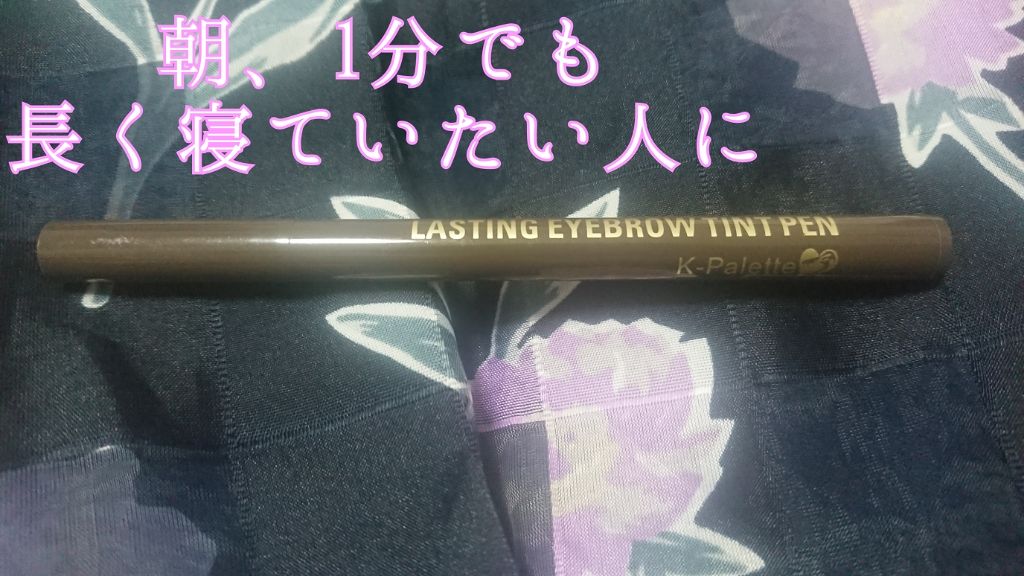 朝、1分でも
長く寝ていたい人に
LASTING EYEBROW TINT PEN
K-Palette